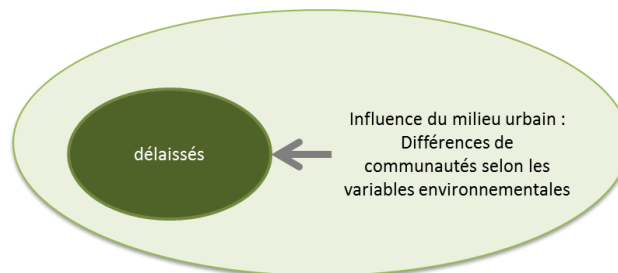 délaissés
Influence du milieu urbain :
Différences de
communautés selon les
variables environnementales